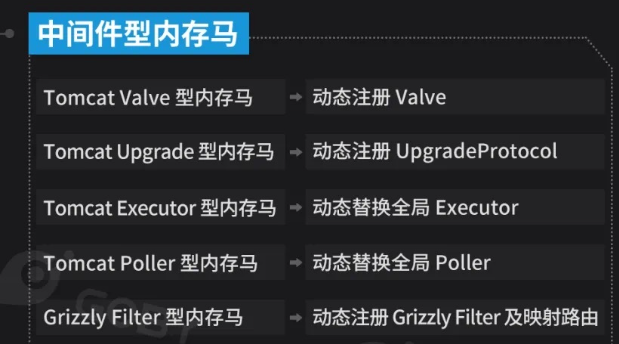 中间件型内存马
Tomcat Valve 型内存马 → 动态注册 Valve
Tomcat Upgrade 型内存马 → 动态注册 UpgradeProtocol
Tomcat Executor 型内存马 → 动态替换全局 Executor
Tomcat Poller 型内存马 → 动态替换全局 Poller
Grizzly Filter 型内存马 → 动态注册 Grizzly Filter 及映射路由